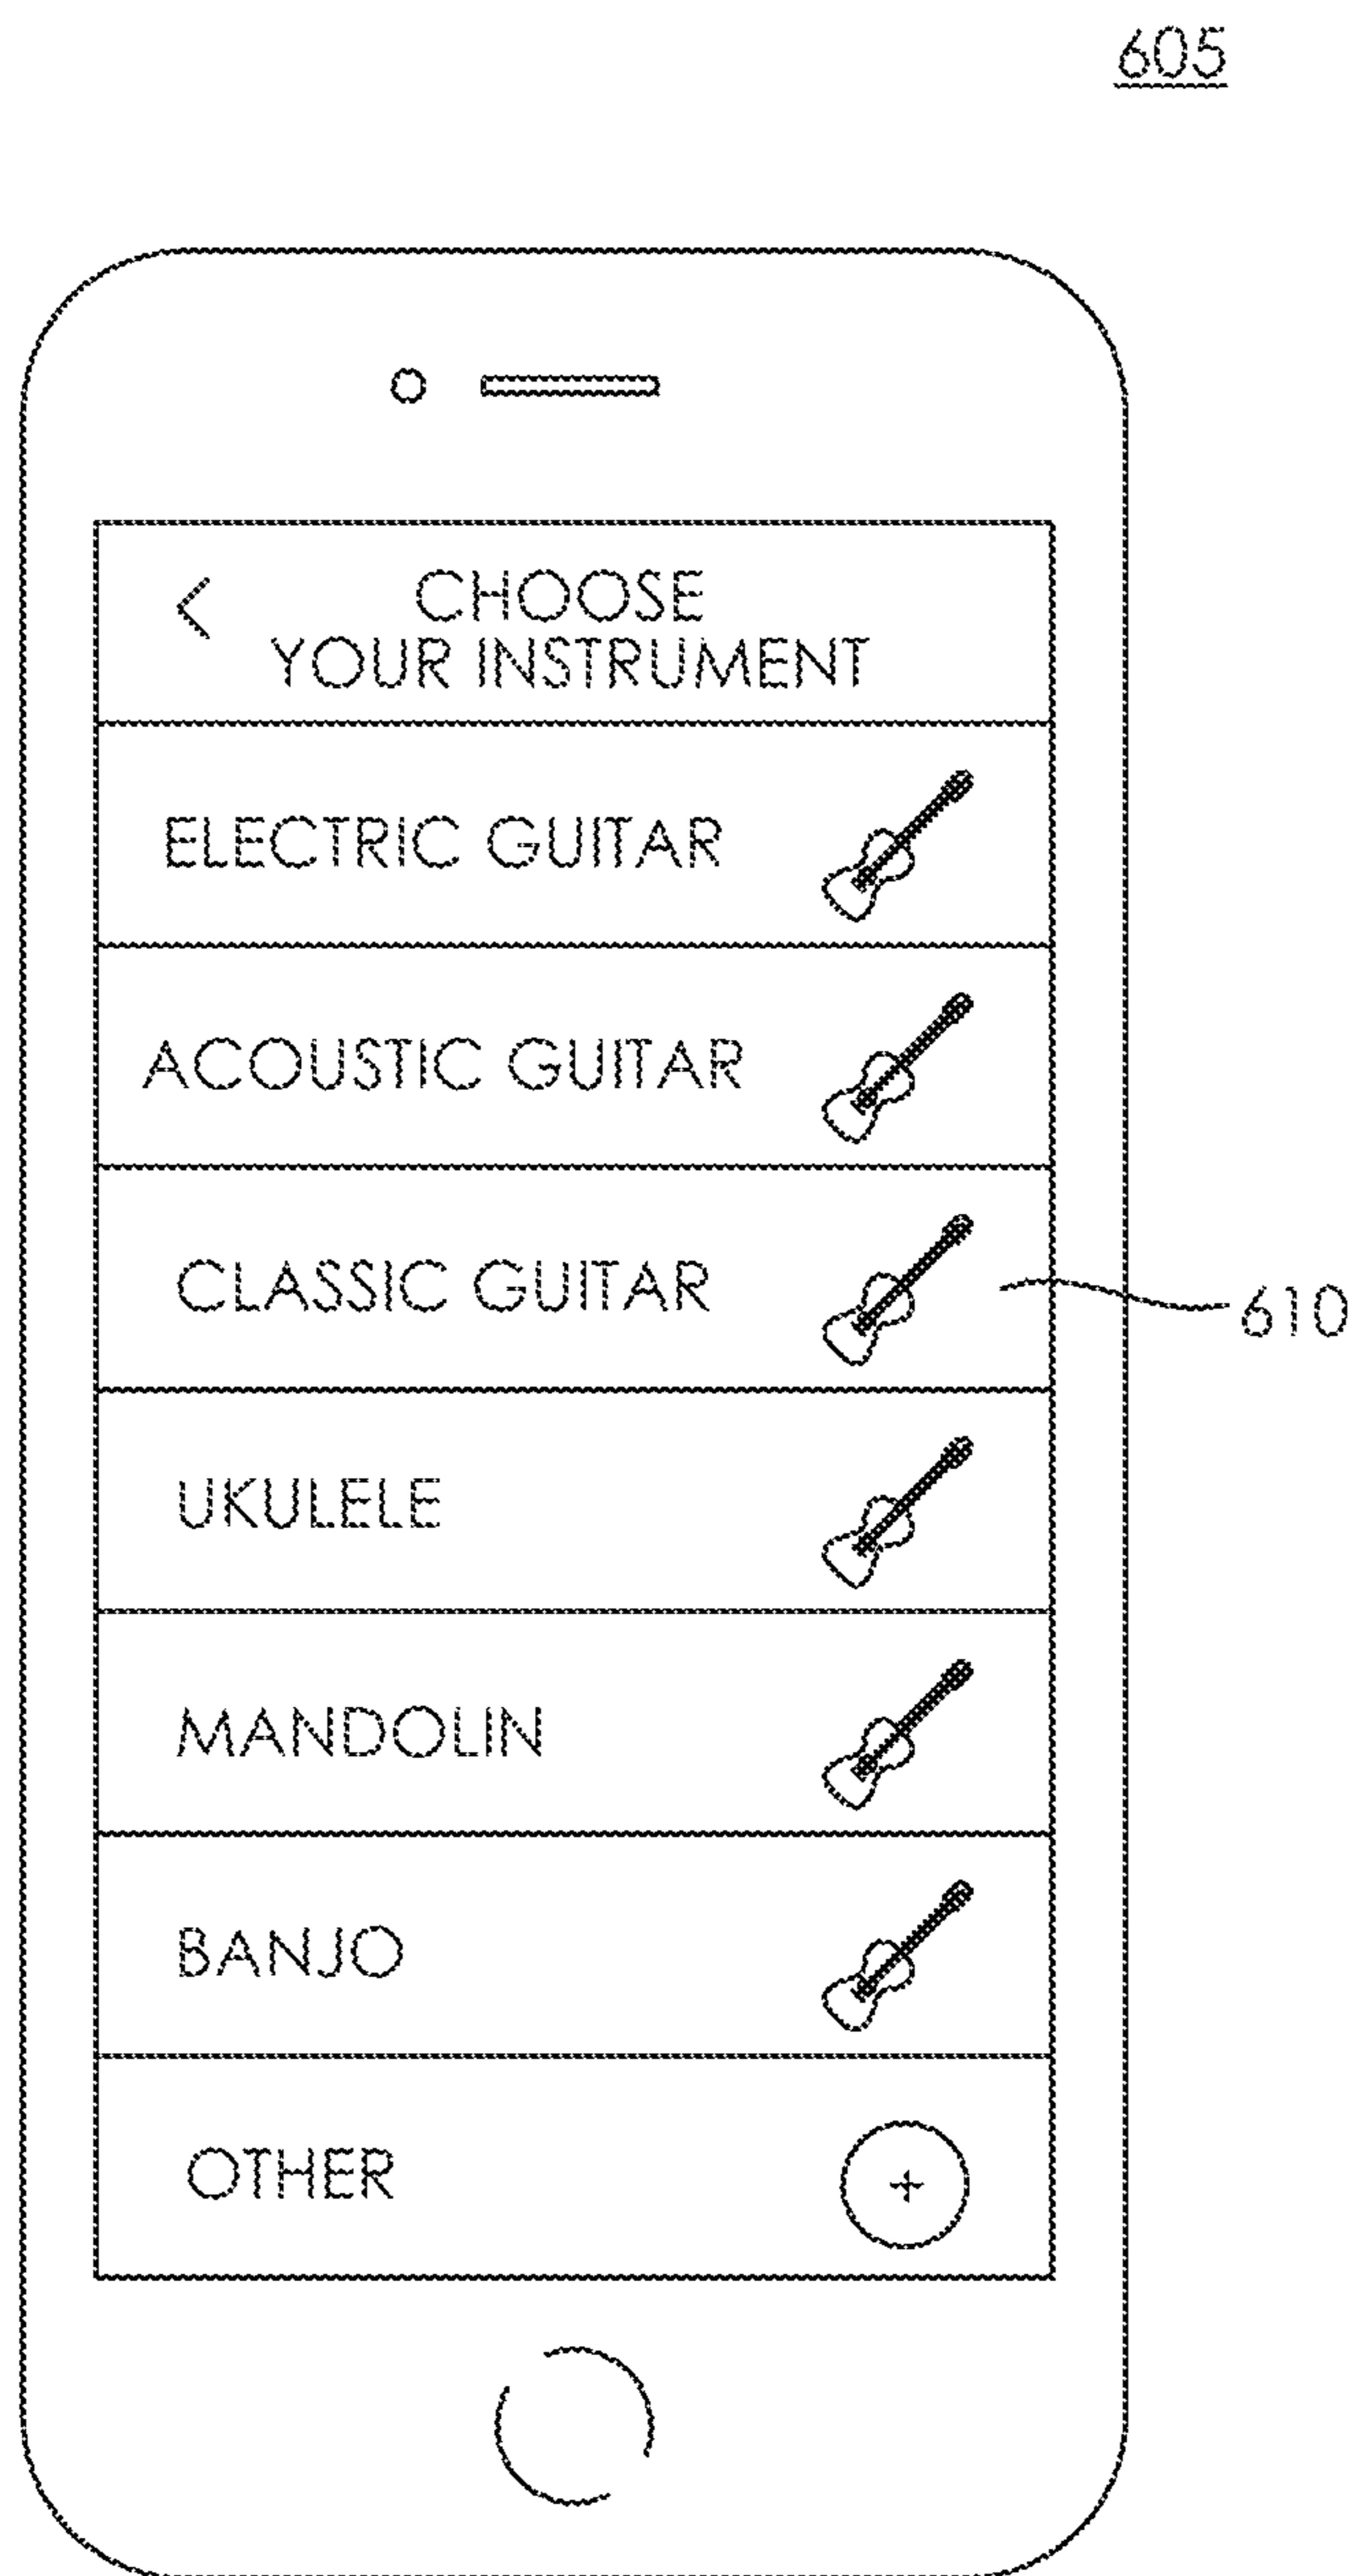 605
<
CHOOSE
YOUR INSTRUMENT
ELECTRIC GUITAR
ACOUSTIC GUITAR
CLASSIC GUITAR
610
UKULELE
MANDOLIN
BANJO
OTHER
+